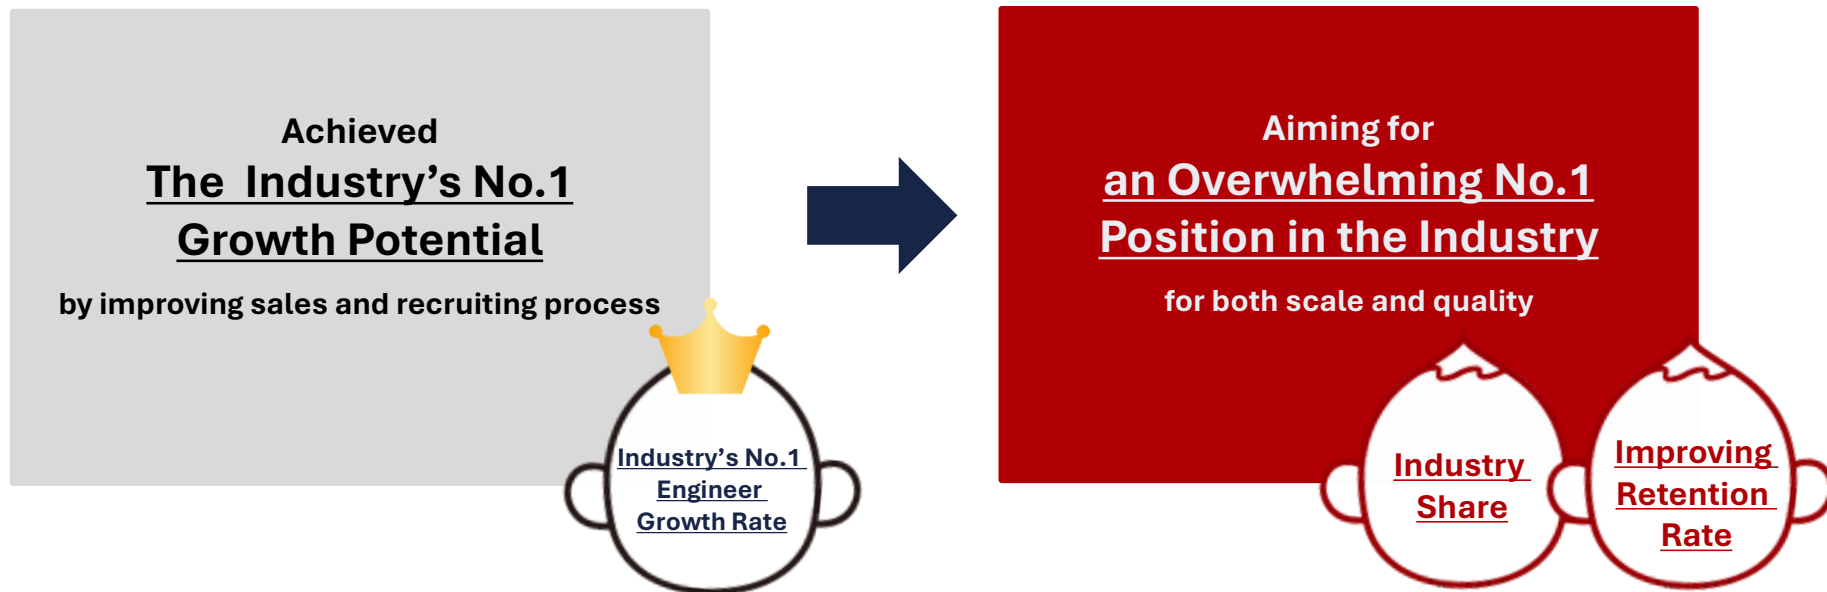 Achieved
The Industry’s No.1
Growth Potential
by improving sales and recruiting process
Industry’s No.1
Engineer
Growth Rate
Aiming for
an Overwhelming No.1
Position in the Industry
for both scale and quality
Industry
Share
Improving
Retention
Rate